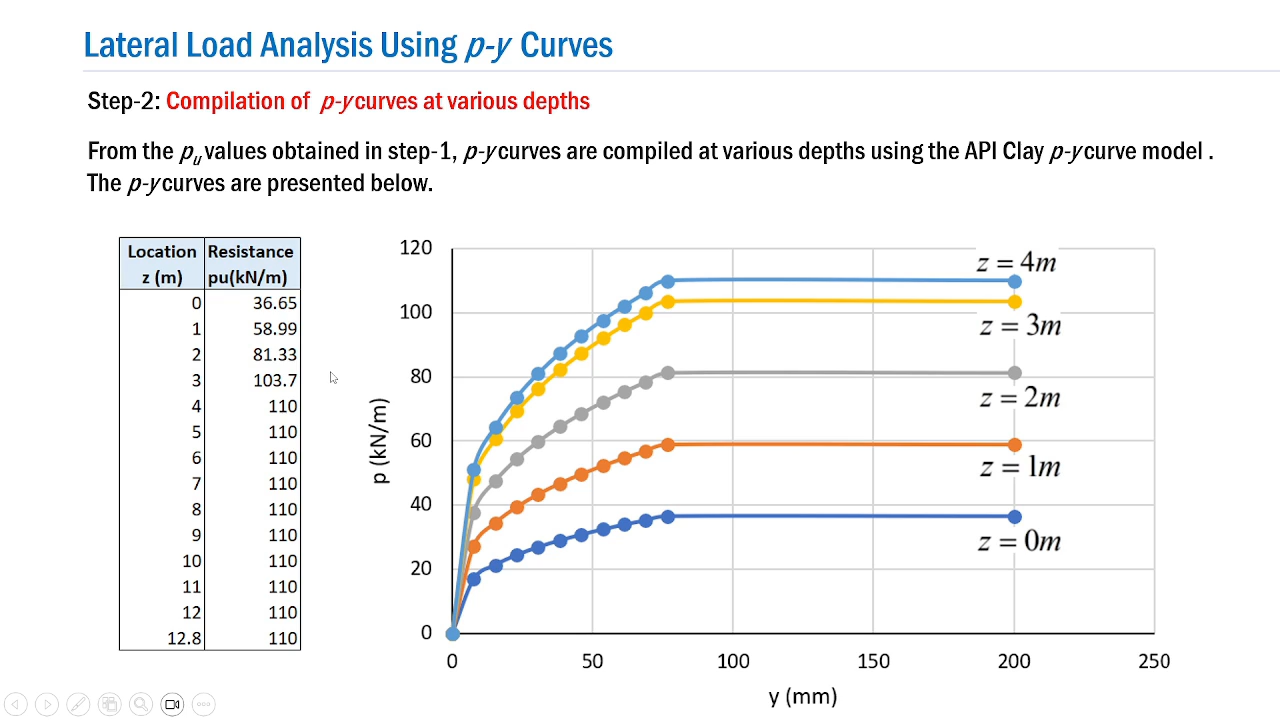 Lateral Load Analysis Using p-y Curves
Step-2: Compilation of p-y curves at various depths
From the pu values obtained in step-1, p-y curves are compiled at various depths using the API Clay p-y curve model .
The p-y curves are presented below.
Location Resistance
z (m) pu(kN/m)
0 36.65
1 58.99
2 81.33
3 103.7
4 110
5 110
6 110
7 110
8 110
9 110
10 110
11 110
12 110
12.8 110
p (kN/m)
120
100
80
60
40
20
0
z = 4m
z = 3m
z = 2m
z = 1m
z = 0m
0 50 100 150 200 250
y (mm)